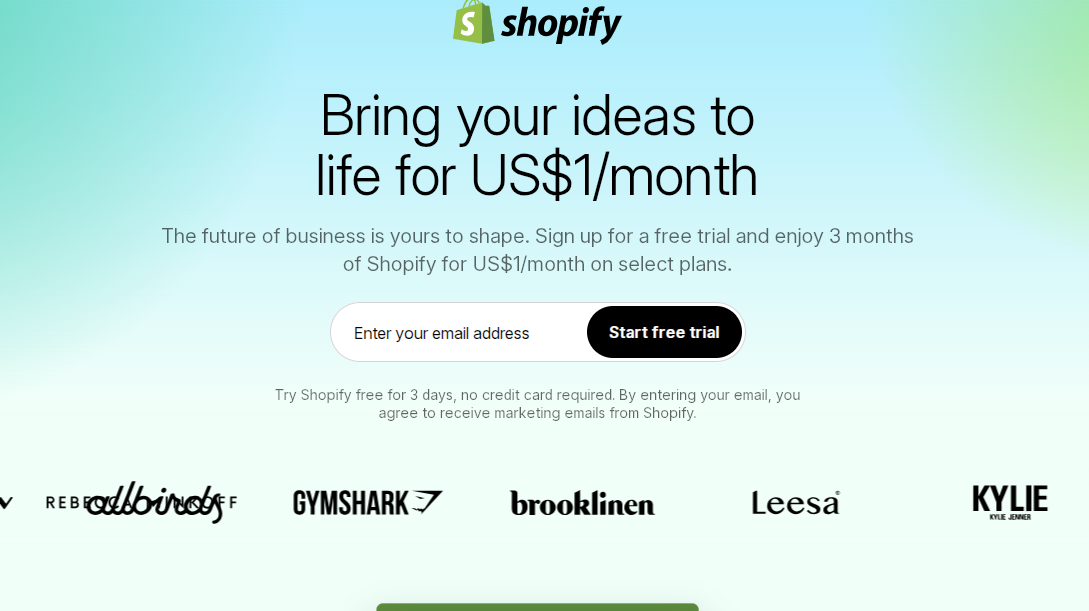 shopify
Bring your ideas to
life for US$1/month
The future of business is yours to shape. Sign up for a free trial and enjoy 3 months
of Shopify for US$1/month on select plans.
Enter your email address
Start free trial
Try Shopify free for 3 days, no credit card required. By entering your email, you
agree to receive marketing emails from Shopify.
REBECCA MINKOFF
allbirds
GYMSHARK
brooklinen
Leesa®
KYLIE
KYLIE JENNER